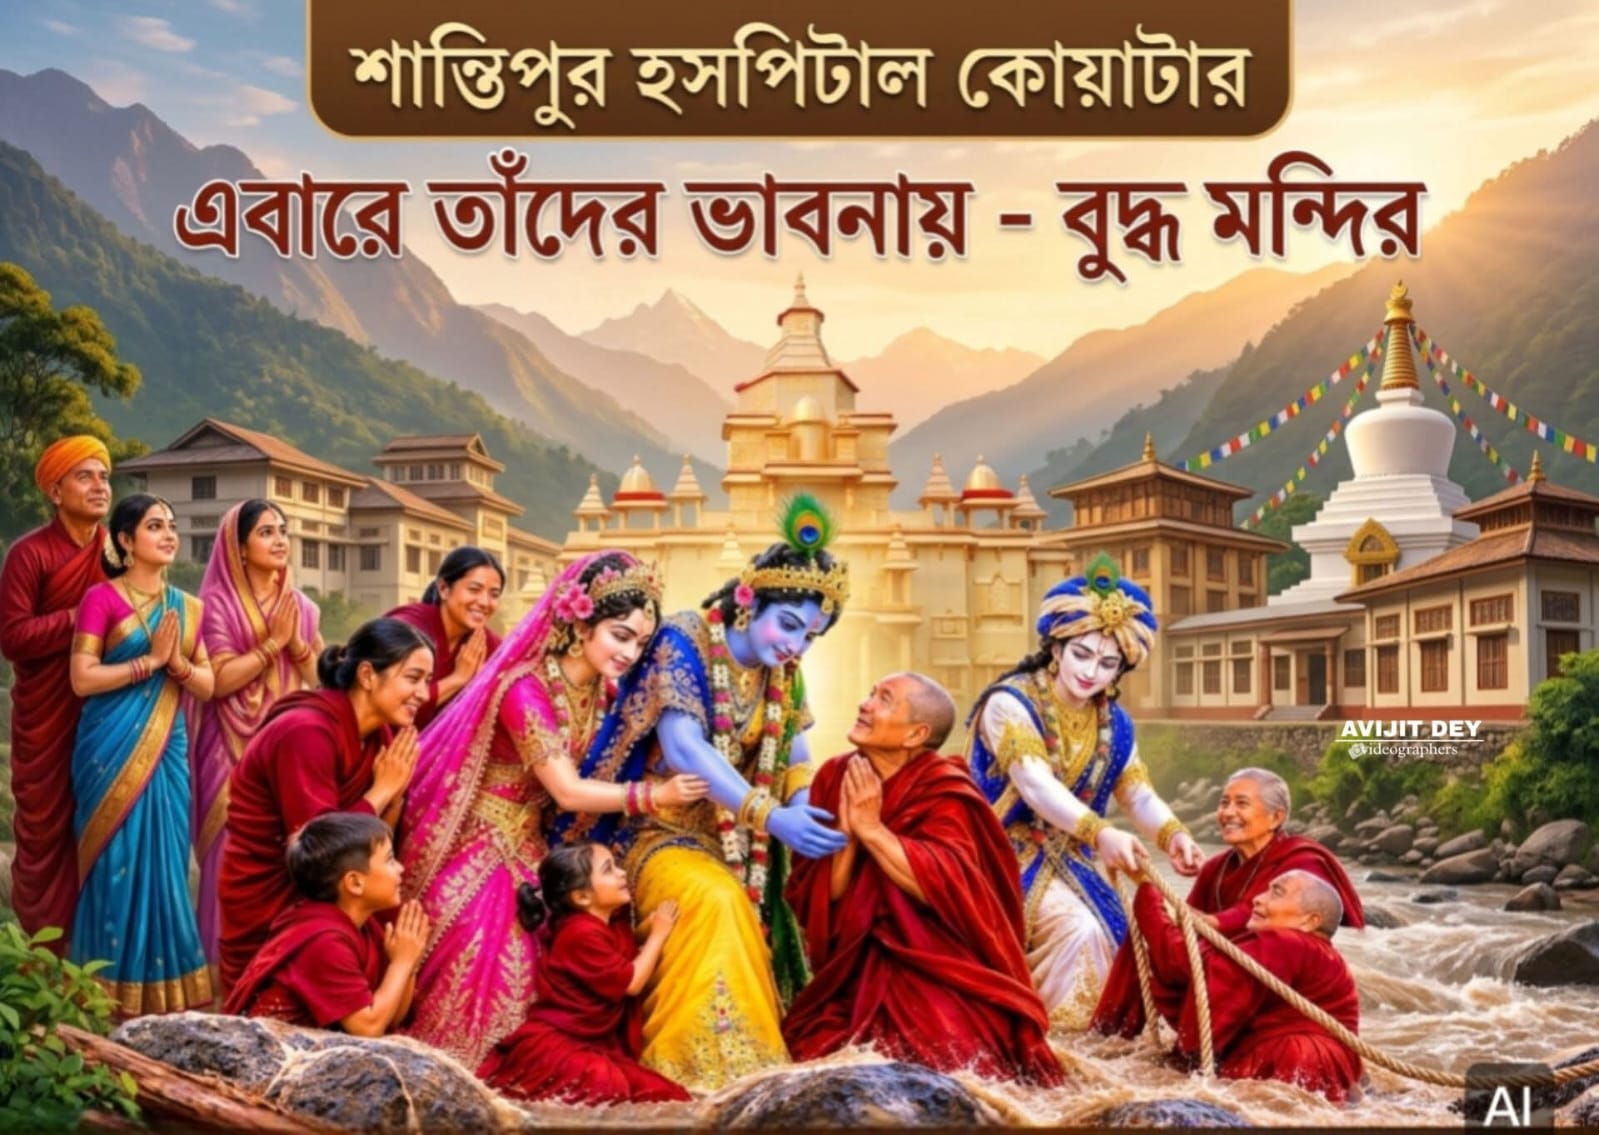 শান্তিপুর হসপিটাল কোয়াটার
এবারে তাঁদের ভাবনায় - বুদ্ধ মন্দির
AVIJIT DEY
videographers
AI